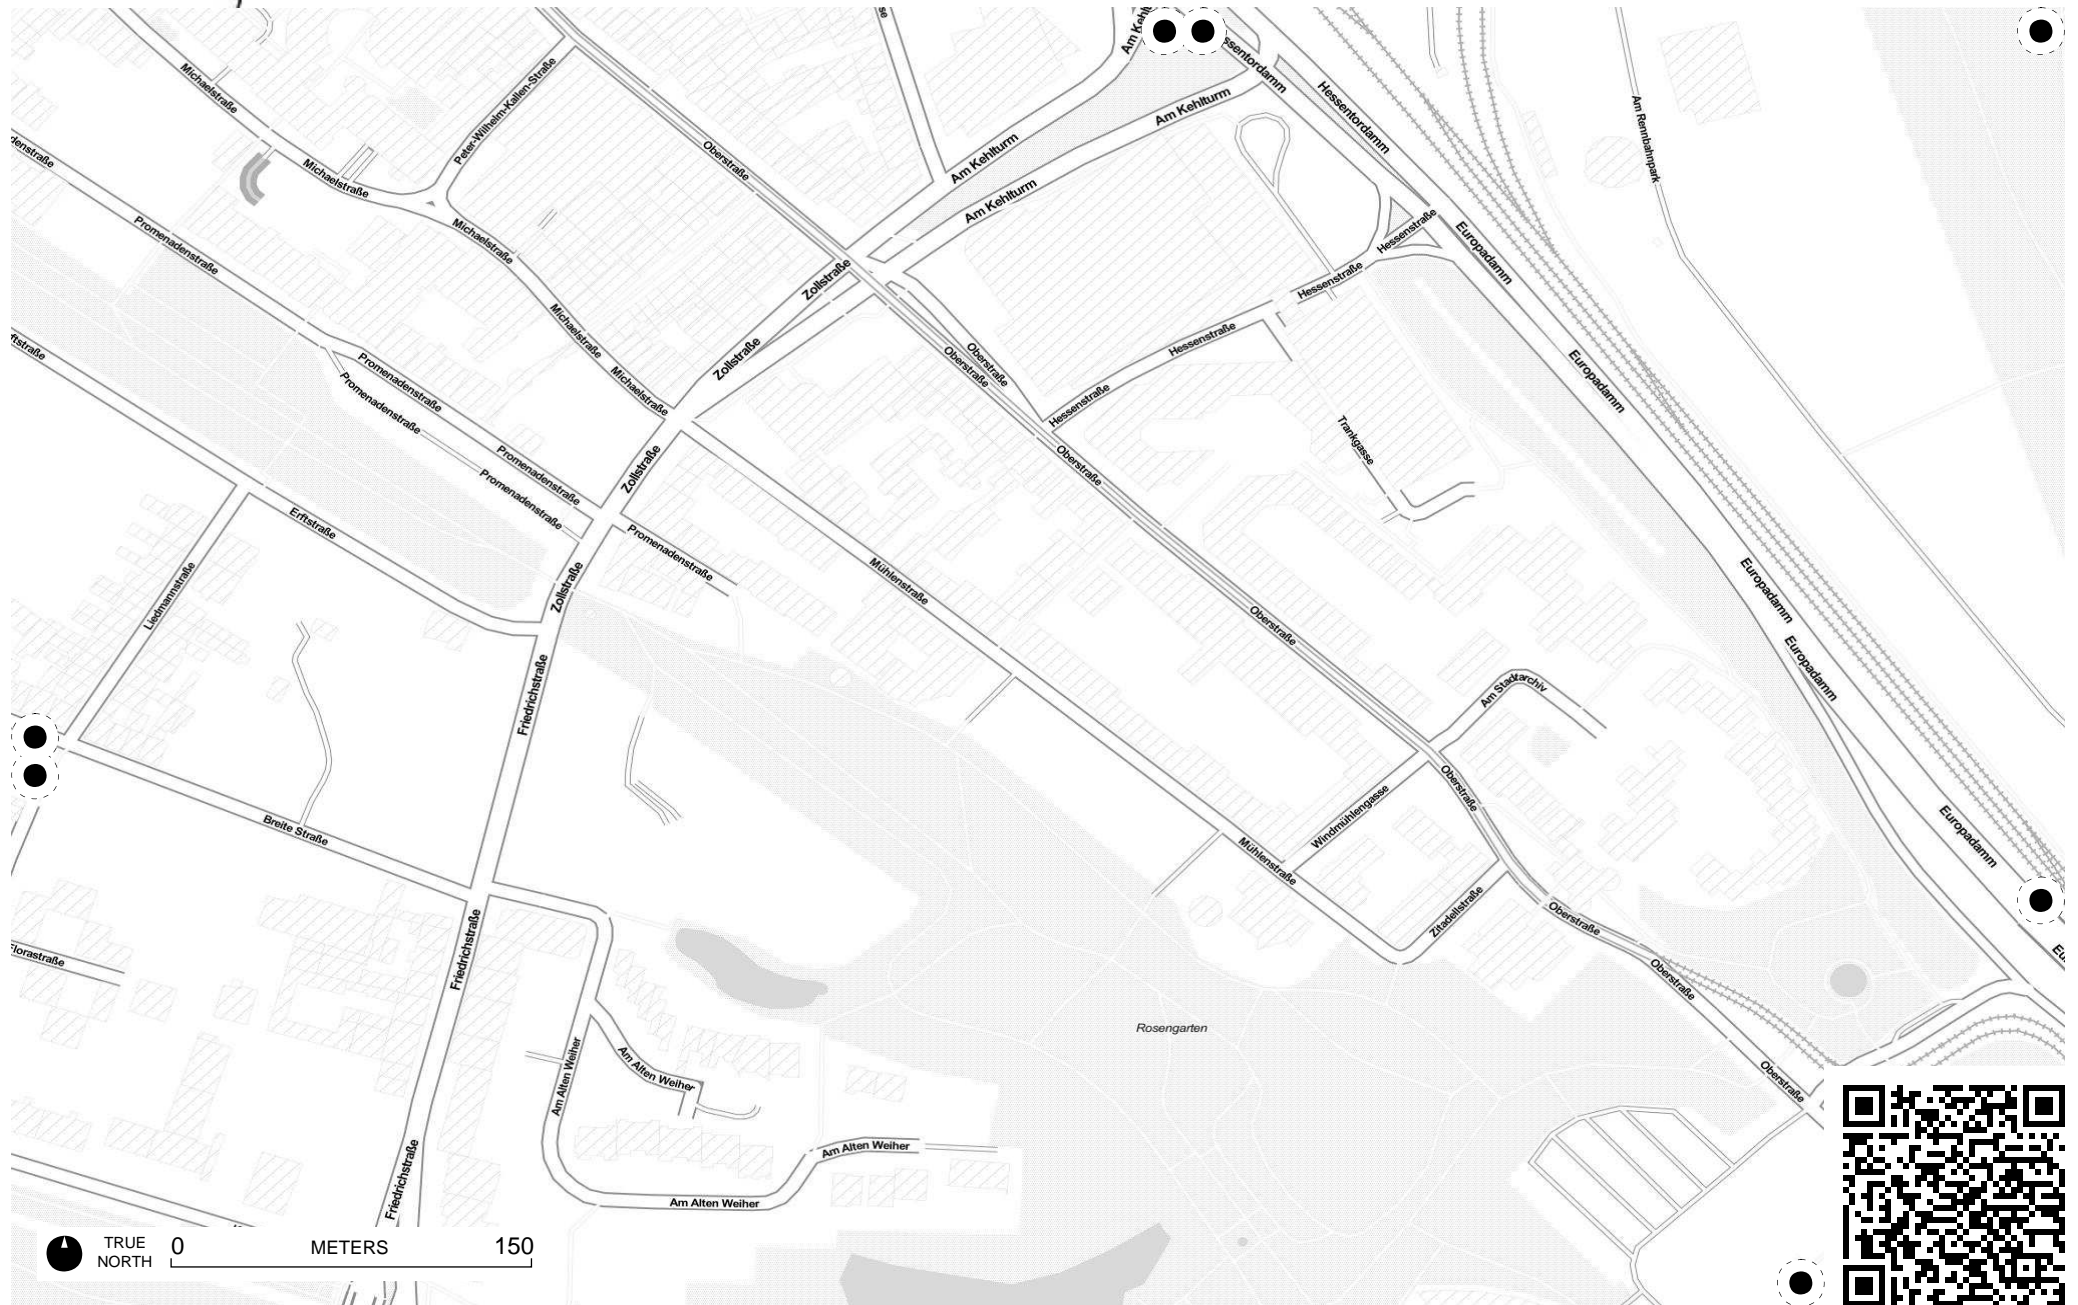 Am Kehlturm
Hessentordamm
Michaelstraße
Peter-Wilhelm-Kallen-Straße
Oberstraße
Am Kehlturm
Am Kehlturm
Am Kehlturm
Hessentordamm
Am Rennbahnpark
Michaelstraße
Promenadenstraße
Michaelstraße
Hessenstraße
Europadamm
Zollstraße
Hessenstraße
Michaelstraße
Hessenstraße
Zollstraße
Oberstraße
Oberstraße
Promenadenstraße
Promenadenstraße
Michaelstraße
Hessenstraße
Europadamm
Trankgasse
Zollstraße
Oberstraße
Promenadenstraße
Promenadenstraße
Erftstraße
Promenadenstraße
Zollstraße
Liedmannstraße
Mühlenstraße
Europadamm
Oberstraße
Friedrichstraße
Europadamm
Am Stadtarchiv
Oberstraße
Windmühlengasse
Breite Straße
Europadamm
Mühlenstraße
Zitadellstraße
Oberstraße
Friedrichstraße
Oberstraße
Rosengarten
Am Alten Weiher
Am Alten Weiher
Oberstraße
Am Alten Weiher
Friedrichstraße
Am Alten Weiher
TRUE
NORTH
0 METERS 150